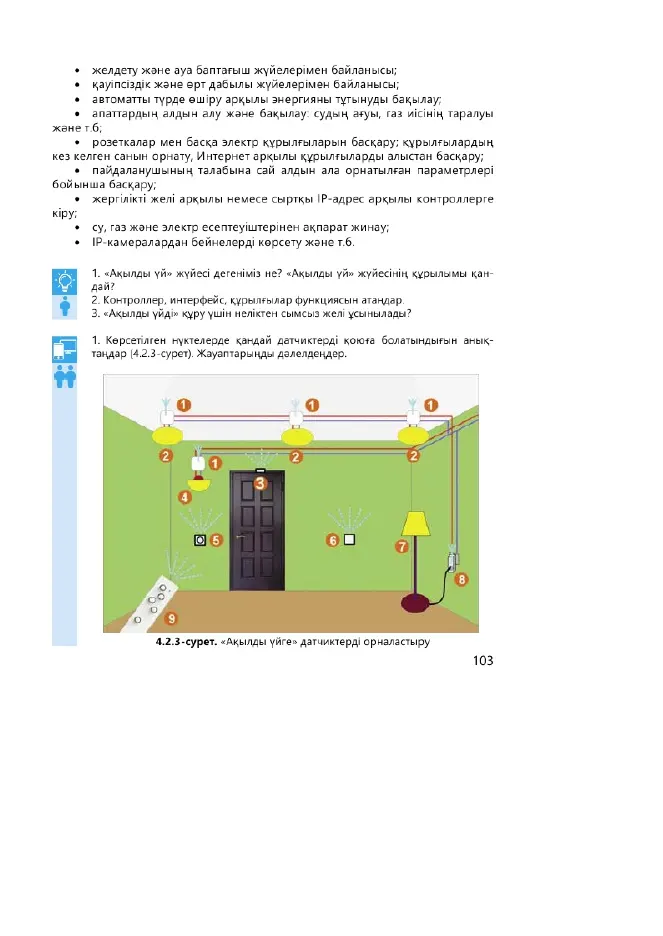 • желдету және ауа баптағыш жүйелерімен байланысы;
• қауіпсіздік және өрт дабылы жүйелерімен байланысы;
• автоматты түрде өшіру арқылы энергияны тұтынуды бақылау;
• апаттардың алдын алу және бақылау: судың ағуы, газ иісінің таралуы
және т.б;
• розеткалар мен басқа электр құрылғыларын басқару; құрылғылардың
кез келген санын орнату, Интернет арқылы құрылғыларды алыстан басқару;
• пайдаланушының талабына сай алдын ала орнатылған параметрлері
бойынша басқару;
• жергілікті желі арқылы немесе сыртқы IP-адрес арқылы контроллерге
кіру;
• су, газ және электр есептеуіштерінен ақпарат жинау;
• IP-камералардан бейнелерді көрсету және т.б.
1. «Ақылды үй» жүйесі дегеніміз не? «Ақылды үй» жүйесінің құрылымы қан-
дай?
2. Контроллер, интерфейс, құрылғылар функциясын атаңдар.
3. «Ақылды үйді» құру үшін неліктен сымсыз желі ұсынылады?
1. Көрсетілген нүктелерде қандай датчиктерді қоюға болатындығын анық-
таңдар (4.2.3-сурет). Жауаптарыңды дәлелдеңдер.
1 1 1
2 1 2 2
3
4
5 6 7
8
9
4.2.3-сурет. «Ақылды үйге» датчиктерді орналастыру
103